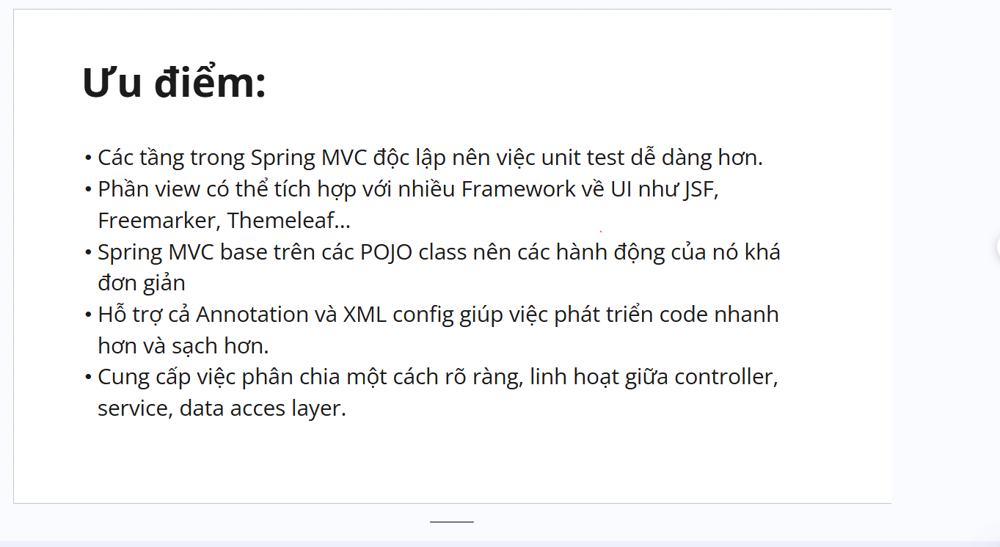 Ưu điểm:
• Các tầng trong Spring MVC độc lập nên việc unit test dễ dàng hơn.
• Phần view có thể tích hợp với nhiều Framework về UI như JSF,
Freemarker, Themeleaf...
• Spring MVC base trên các POJO class nên các hành động của nó khá
đơn giản
• Hỗ trợ cả Annotation và XML config giúp việc phát triển code nhanh
hơn và sạch hơn.
• Cung cấp việc phân chia một cách rõ ràng, linh hoạt giữa controller,
service, data acces layer.